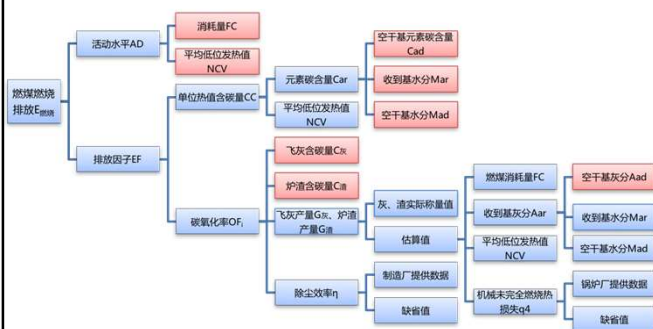 燃煤燃烧
排放E燃烧
活动水平AD
消耗量FC
平均低位发热值
NCV
排放因子EF
单位热值含碳量CC
元素碳含量Car
空干基元素碳含量
Cad
收到基水分Mar
空干基水分Mad
平均低位发热值
NCV
碳氧化率OFi
飞灰含碳量C灰
炉渣含碳量C渣
飞灰产量G灰、炉渣
产量G渣
灰、渣实际称量值
估算值
燃煤消耗量FC
收到基灰分Aar
空干基灰分Aad
收到基水分Mar
空干基水分Mad
平均低位发热值
NCV
机械未完全燃烧热
损失q4
锅炉厂提供数据
缺省值
除尘效率η
制造厂提供数据
缺省值